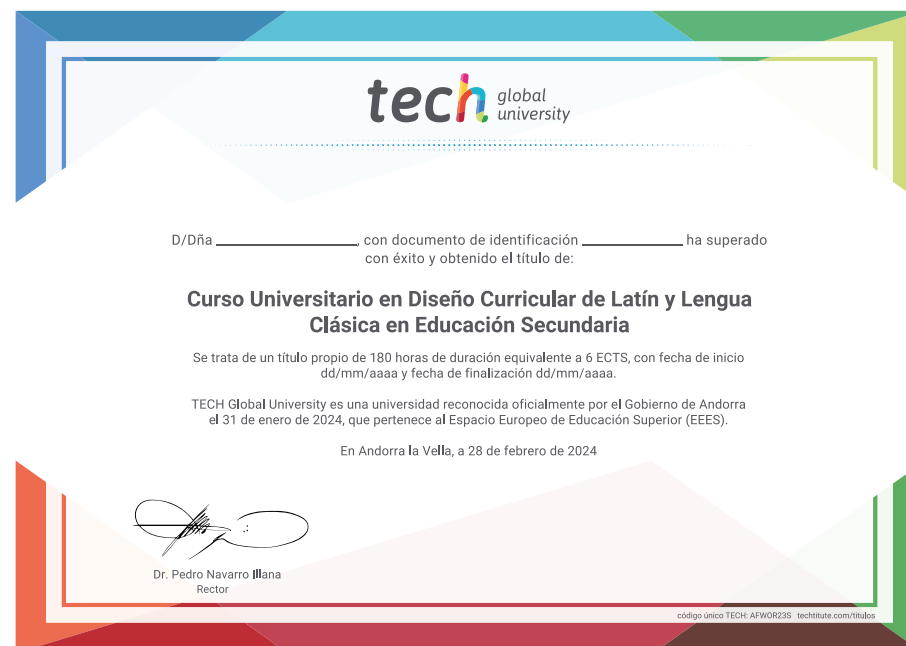 tech global university
D/Dña ____________, con documento de identificación ____________ ha superado
con éxito y obtenido el título de:
Curso Universitario en Diseño Curricular de Latín y Lengua
Clásica en Educación Secundaria
Se trata de un título propio de 180 horas de duración equivalente a 6 ECTS, con fecha de inicio
dd/mm/aaaa y fecha de finalización dd/mm/aaaa.
TECH Global University es una universidad reconocida oficialmente por el Gobierno de Andorra
el 31 de enero de 2024, que pertenece al Espacio Europeo de Educación Superior (EEES).
En Andorra la Vella, a 28 de febrero de 2024
Dr. Pedro Navarro Illana
Rector
código único TECH: AFWOR23S techtitute.com/titulos